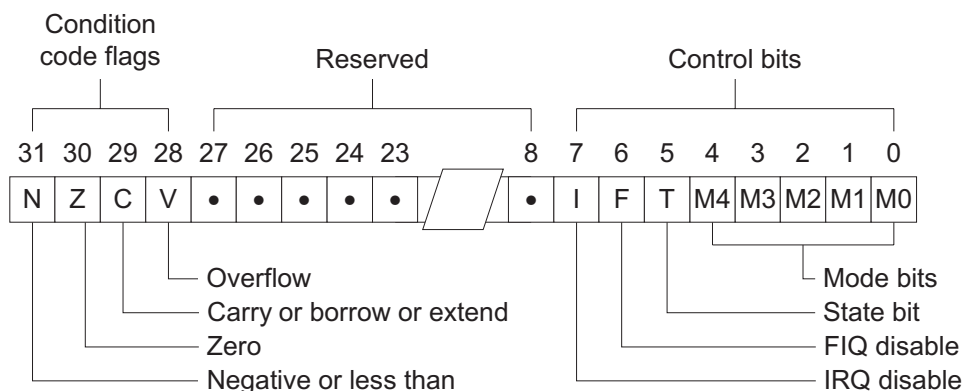 Condition
code flags
Reserved
Control bits
31 30 29 28 27 26 25 24 23 8 7 6 5 4 3 2 1 0
N Z C V • • • • • • I F T M4 M3 M2 M1 M0
Overflow
Mode bits
Carry or borrow or extend
State bit
Zero
FIQ disable
Negative or less than
IRQ disable